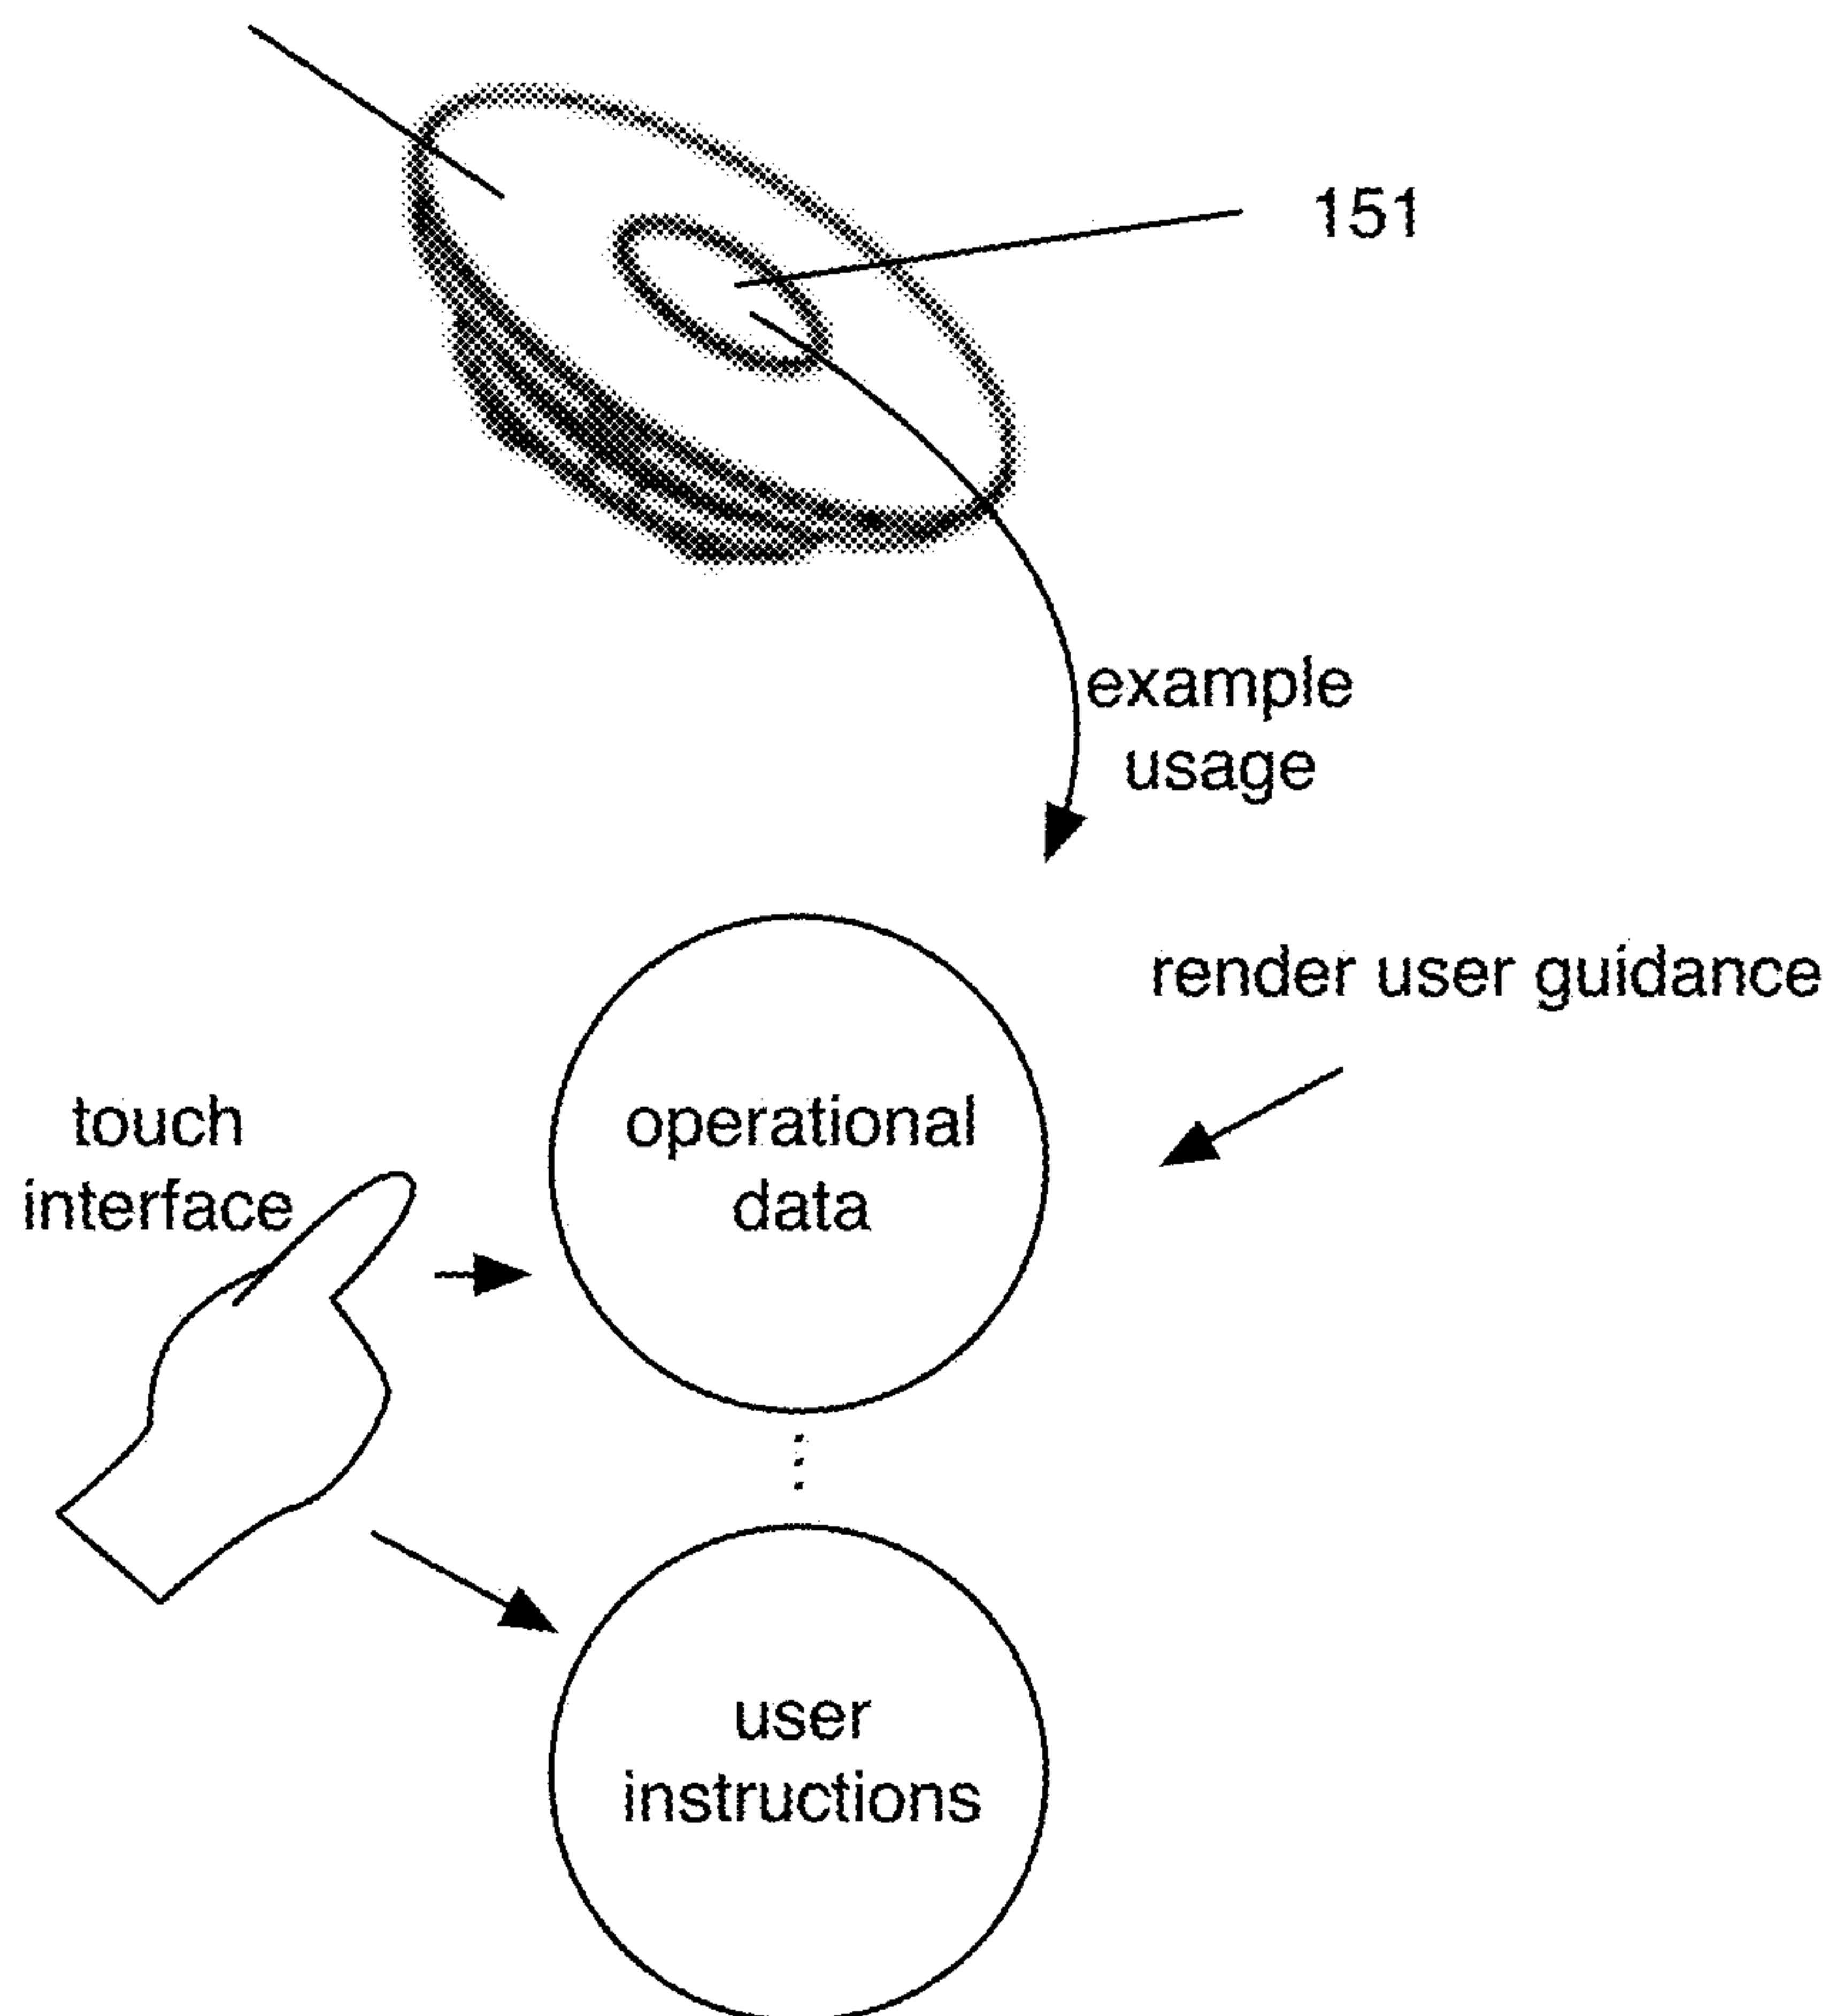 151
example
usage
render user guidance
touch
interface
operational
data
user
instructions